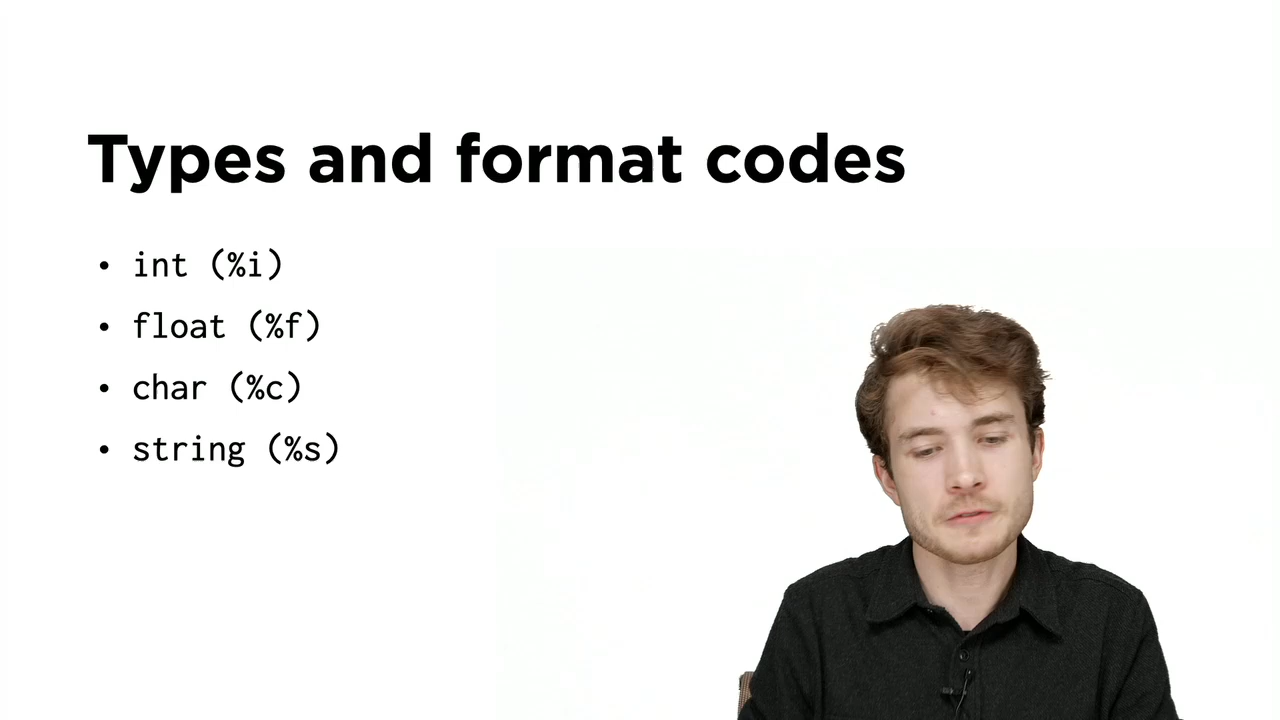 Types and format codes
• int (%i)
• float (%f)
• char (%c)
• string (%s)